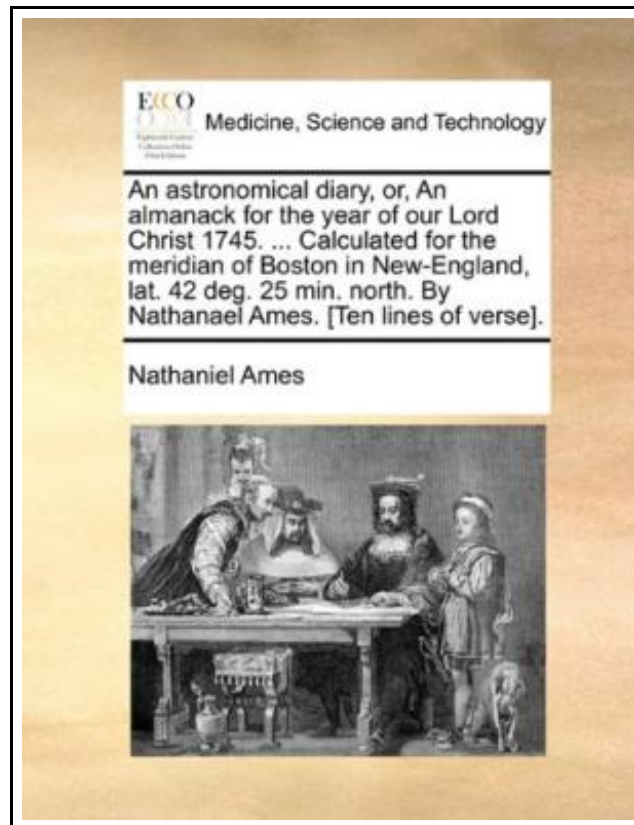 ECCO
Medicine, Science and Technology
An astronomical diary, or, An
almanack for the year of our Lord
Christ 1745. ... Calculated for the
meridian of Boston in New-England,
lat. 42 deg. 25 min. north. By
Nathanael Ames. [Ten lines of verse].
Nathaniel Ames